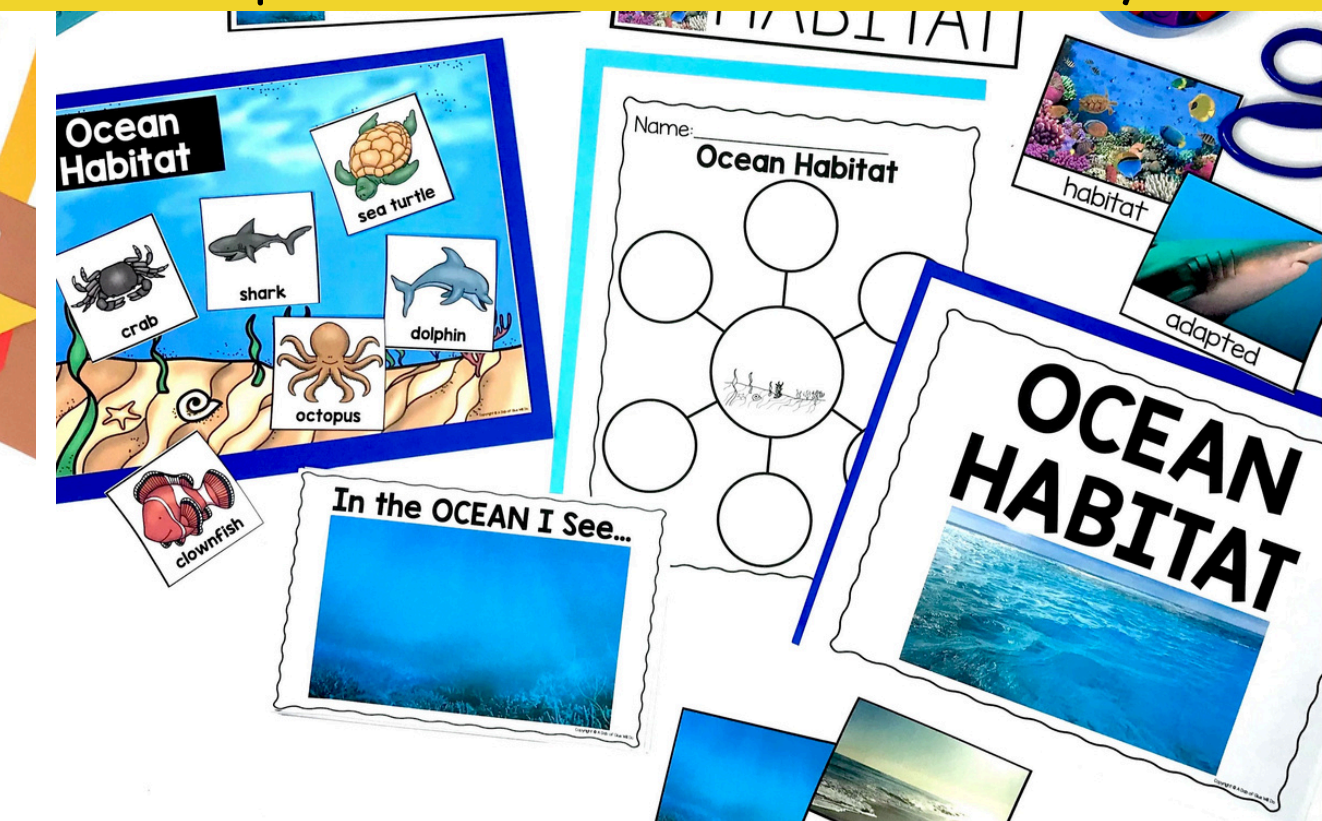 HABITAT
Ocean
Habitat
sea turtle
shark
crab
dolphin
octopus
clownfish
Name:
Ocean Habitat
habitat
adapted
In the OCEAN I See...
OCEAN
HABITAT